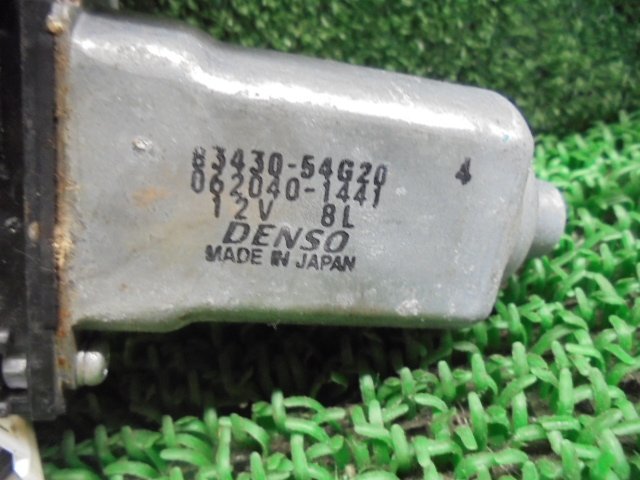 83430-54G20 4
062040-1441
12V 8L
DENSO
MADE IN JAPAN